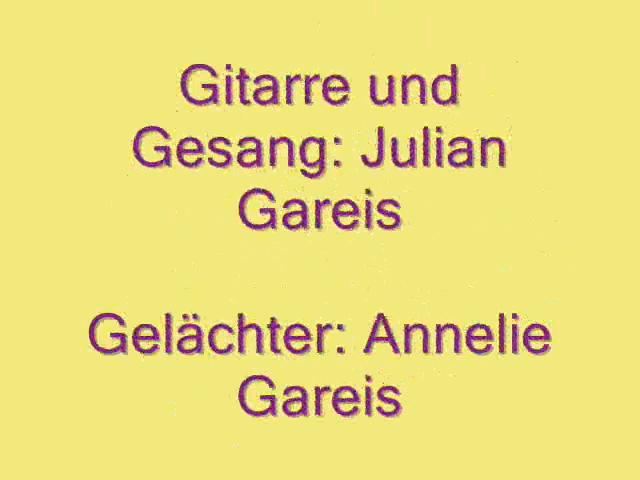 Gitarre und
Gesang: Julian
Gareis
Gelächter: Annelie
Gareis